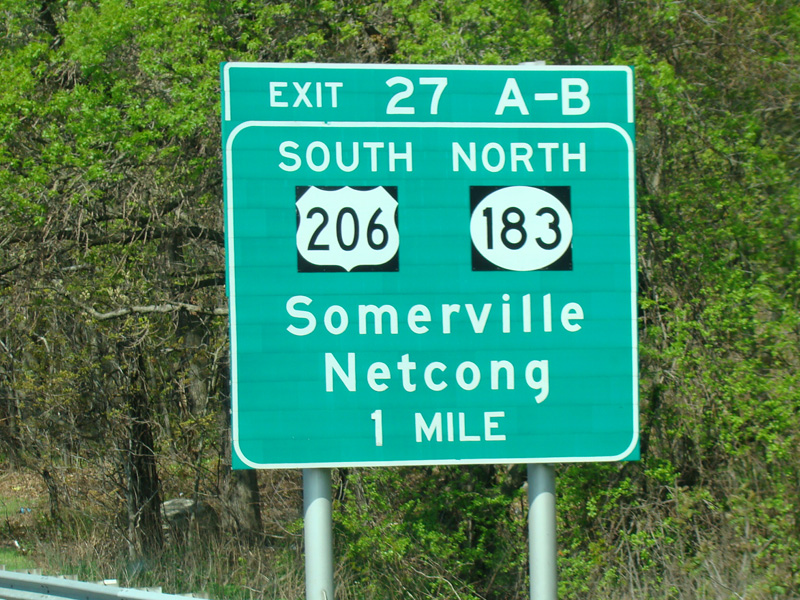 EXIT 27 A-B
SOUTH NORTH
206 183
Somerville
Netcong
1 MILE